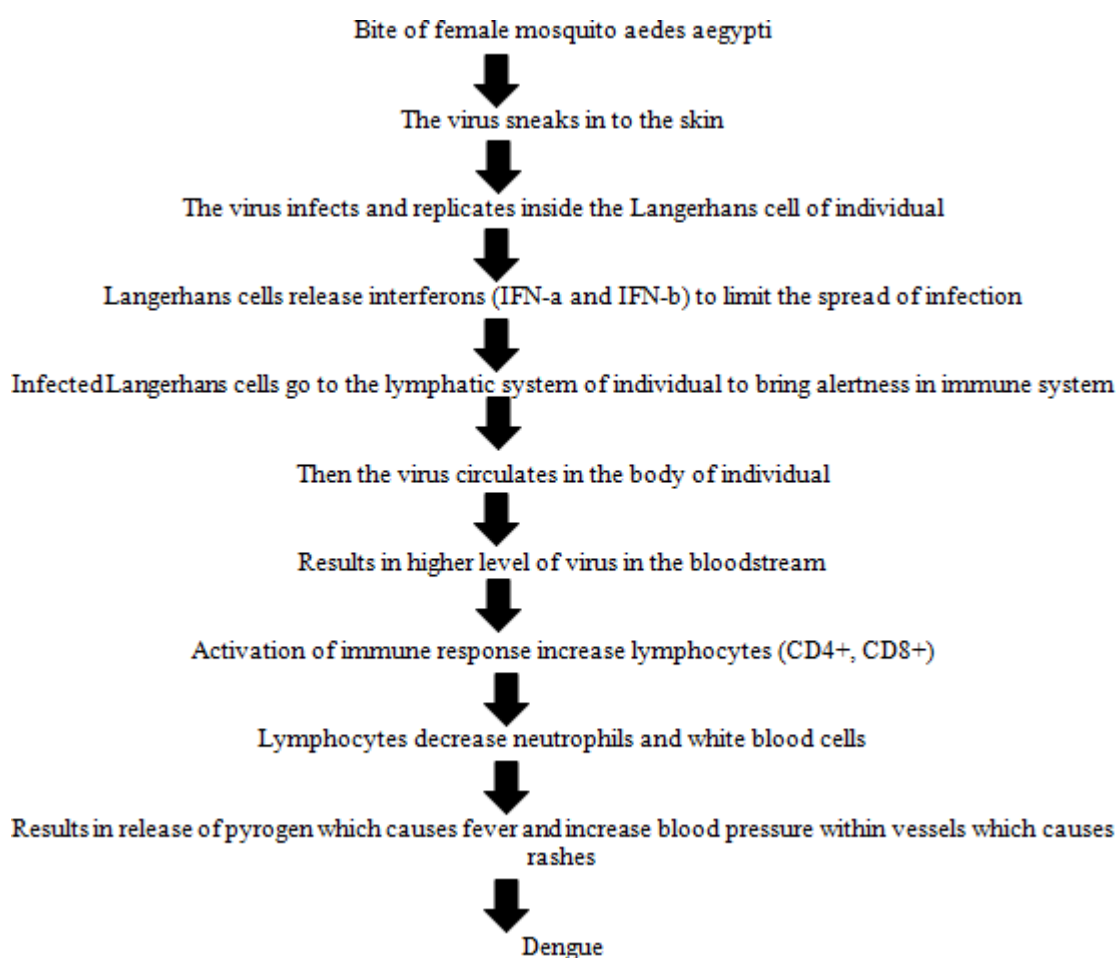 Bite of female mosquito aedes aegypti
The virus sneaks in to the skin
The virus infects and replicates inside the Langerhans cell of individual
Langerhans cells release interferons (IFN-a and IFN-b) to limit the spread of infection
Infected Langerhans cells go to the lymphatic system of individual to bring alertness in immune system
Then the virus circulates in the body of individual
Results in higher level of virus in the bloodstream
Activation of immune response increase lymphocytes (CD4+, CD8+)
Lymphocytes decrease neutrophils and white blood cells
Results in release of pyrogen which causes fever and increase blood pressure within vessels which causes
rashes
Dengue